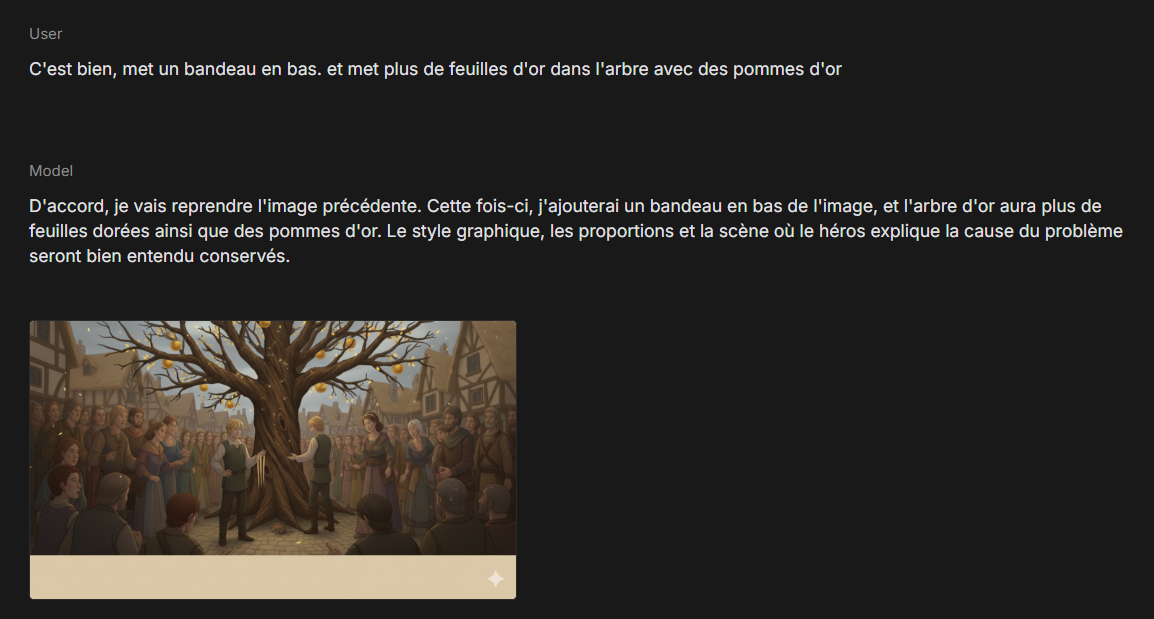 User
C'est bien, met un bandeau en bas. et met plus de feuilles d'or dans l'arbre avec des pommes d'or
Model
D'accord, je vais reprendre l'image précédente. Cette fois-ci, j'ajouterai un bandeau en bas de l'image, et l'arbre d'or aura plus de
feuilles dorées ainsi que des pommes d'or. Le style graphique, les proportions et la scène où le héros explique la cause du problème
seront bien entendu conservés.